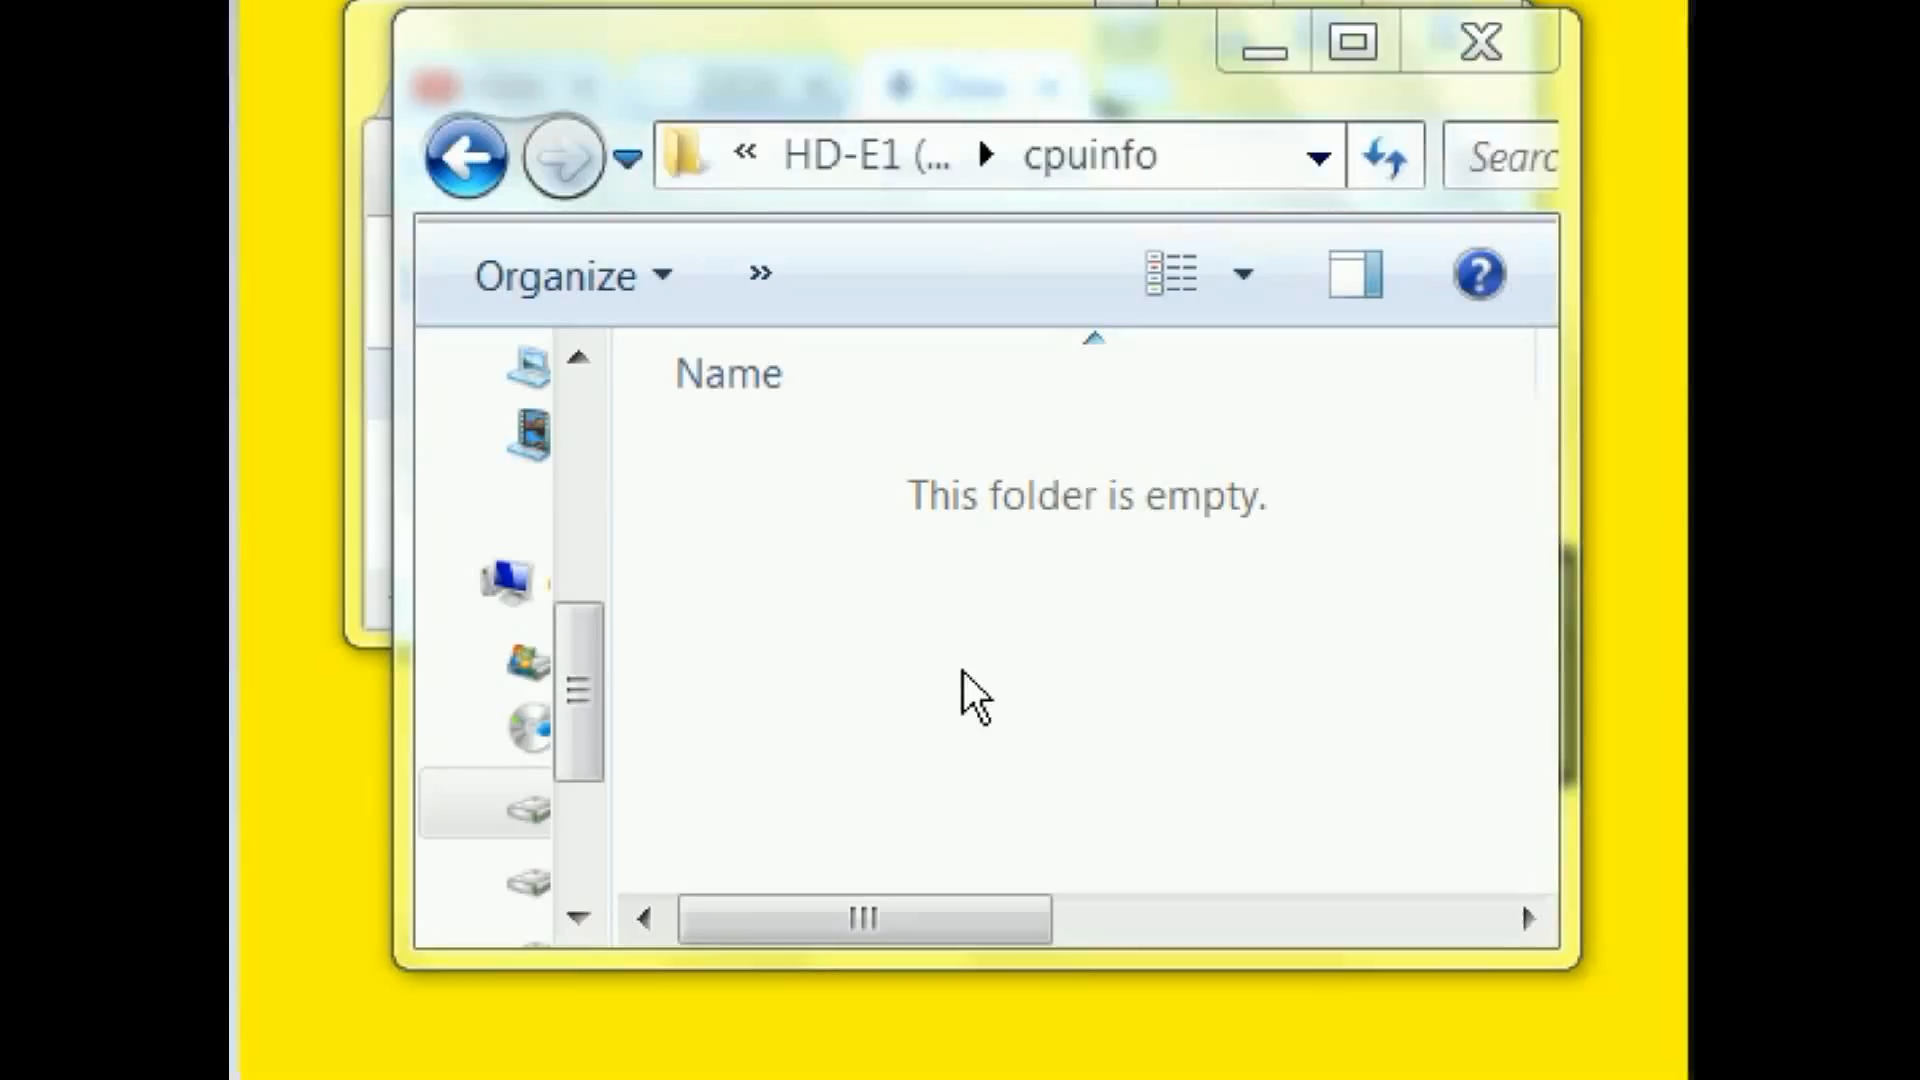 « HD-E1 (... ▶ cpuinfo
Searc
Organize
»
Name
This folder is empty.